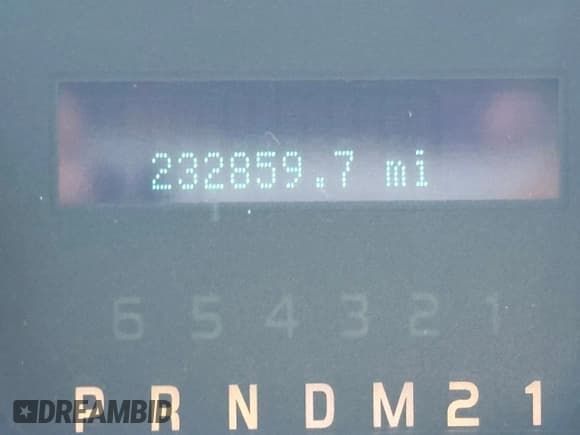 232859.7 mi
6 5 4 3 2 1
P R N D M 2 1
DREAMBID